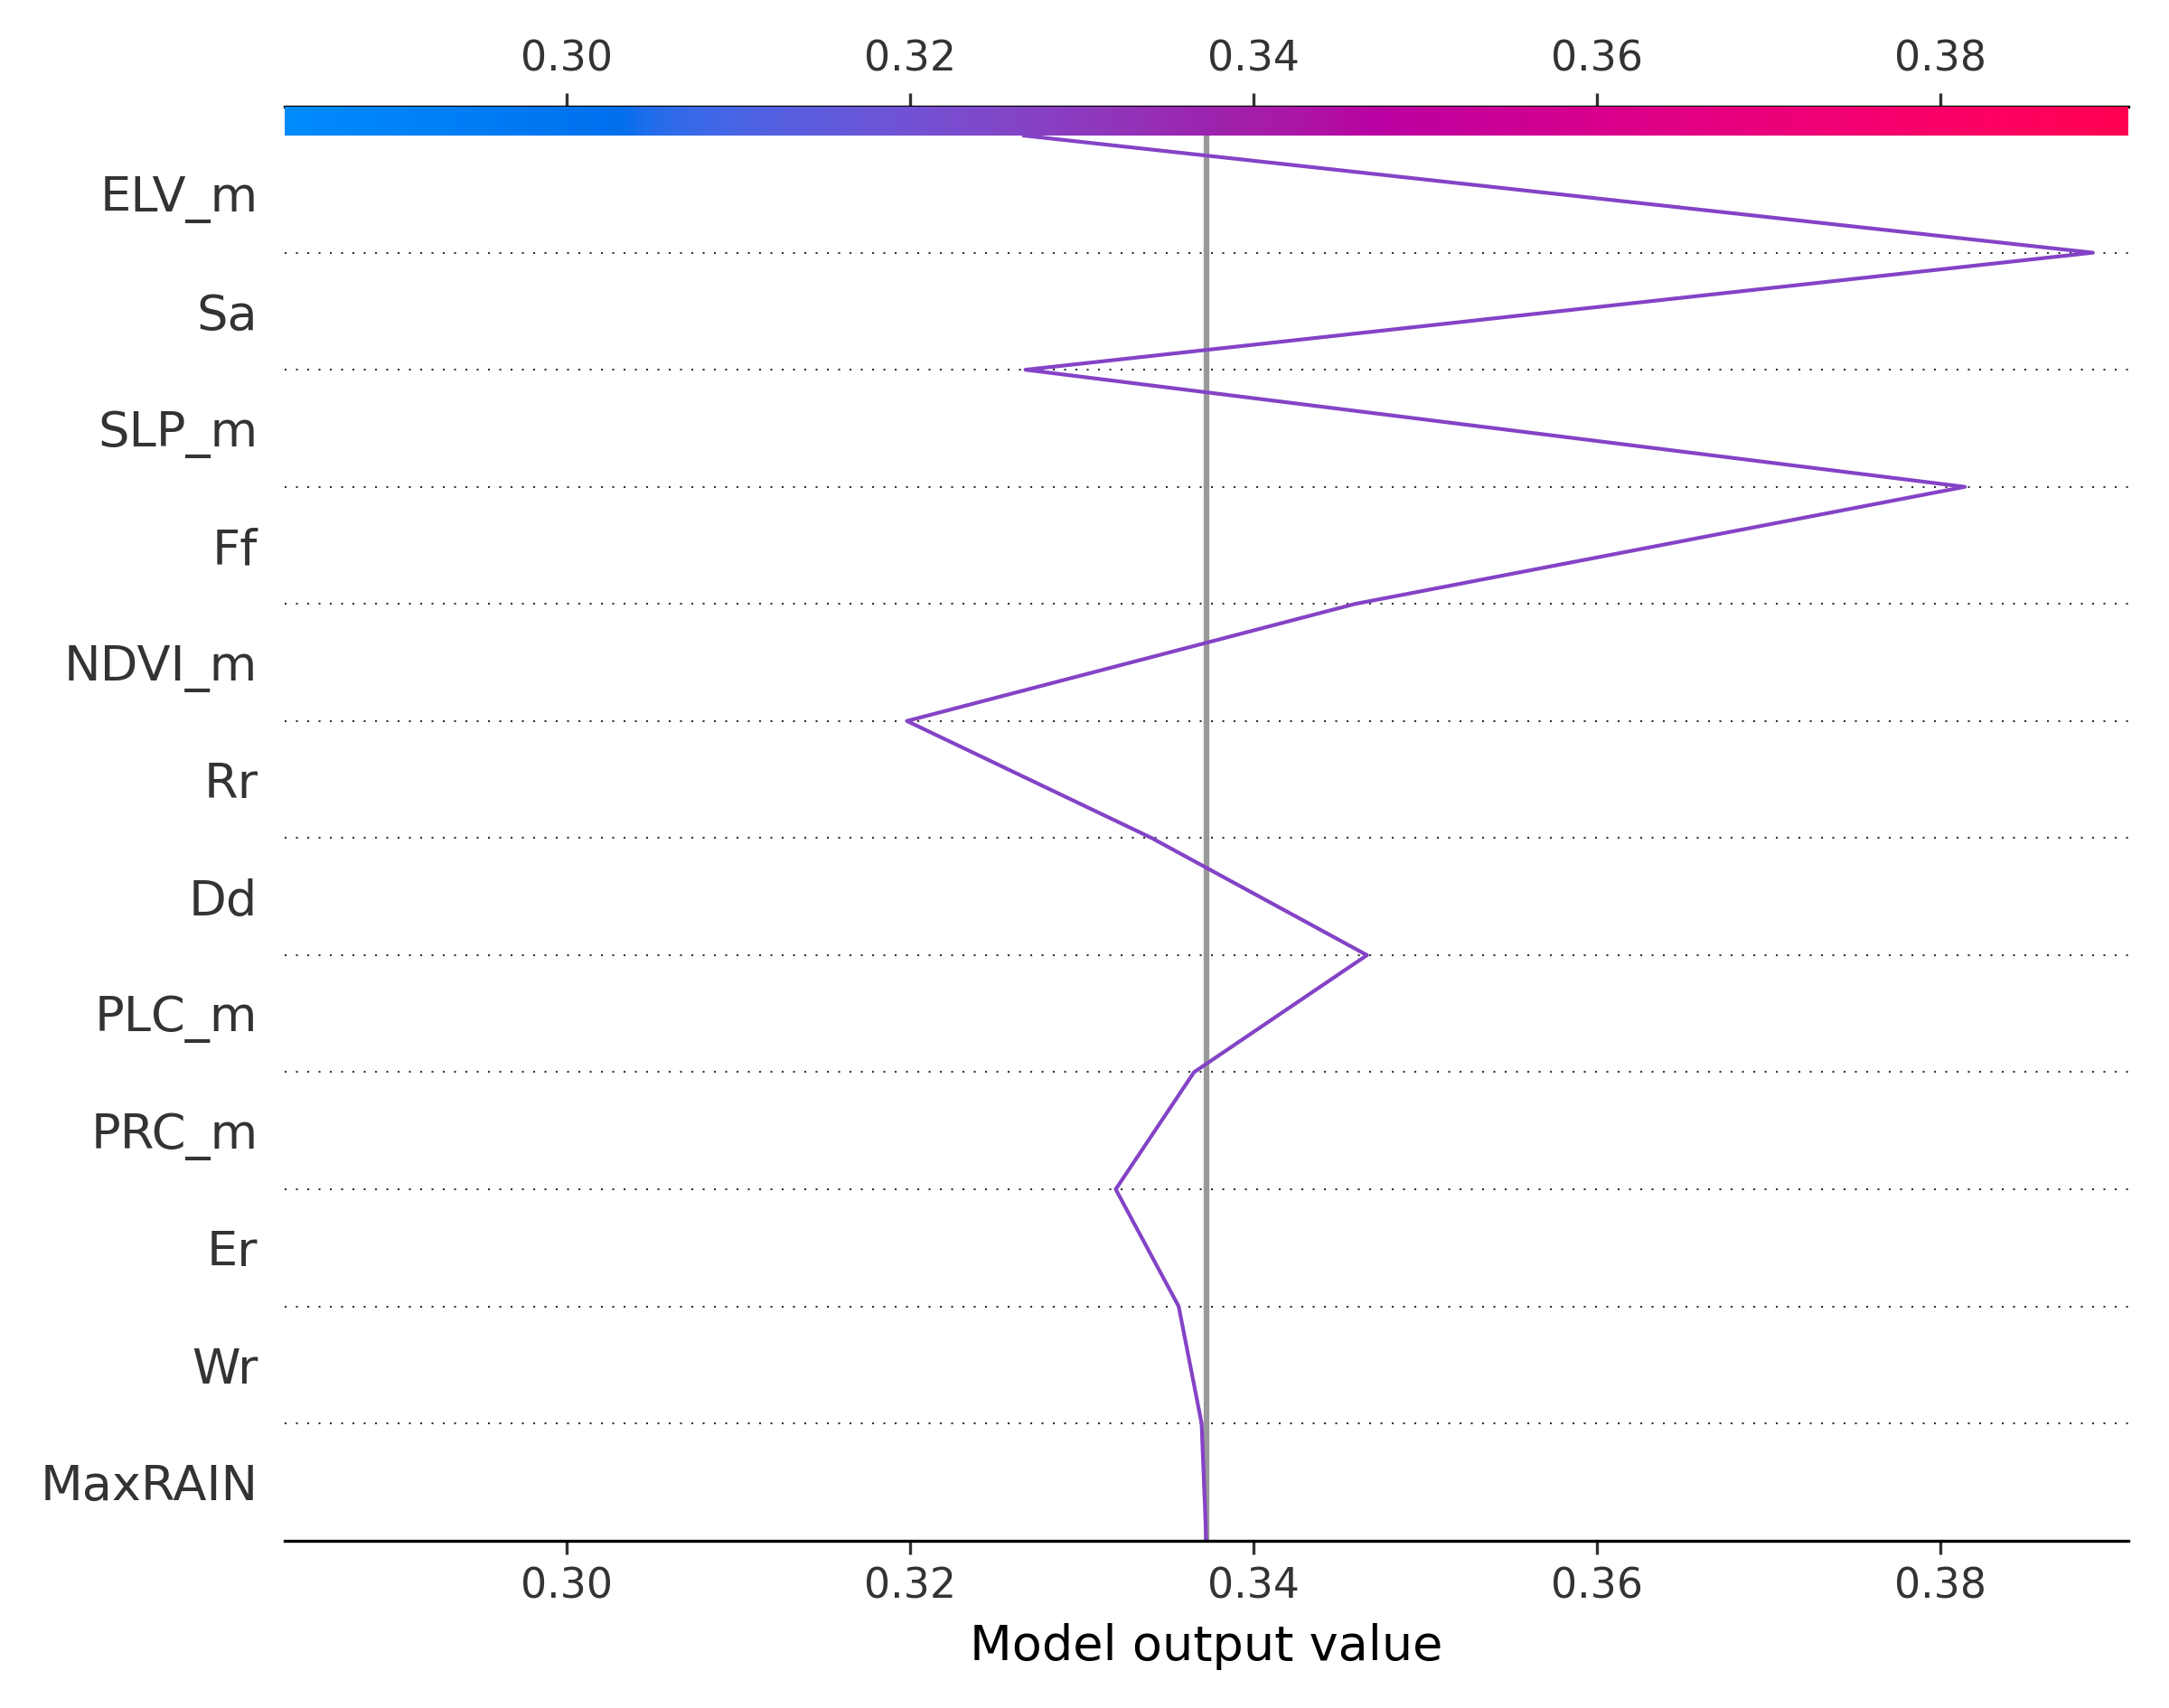 0.30 0.32 0.34 0.36 0.38
ELV_m
Sa
SLP_m
Ff
NDVI_m
Rr
Dd
PLC_m
PRC_m
Er
Wr
MaxRAIN
0.30 0.32 0.34 0.36 0.38
Model output value